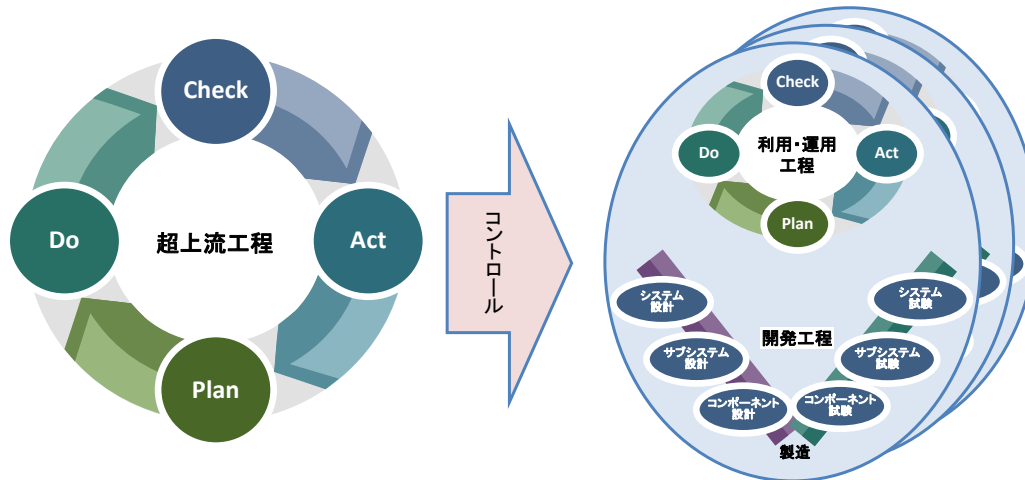 Check
Do
超上流工程
Act
Plan
コントロール
Check
Do
利用・運用
工程
Act
Plan
システム
設計
システム
試験
開発工程
サブシステム
設計
サブシステム
試験
コンポーネント
設計
コンポーネント
試験
製造